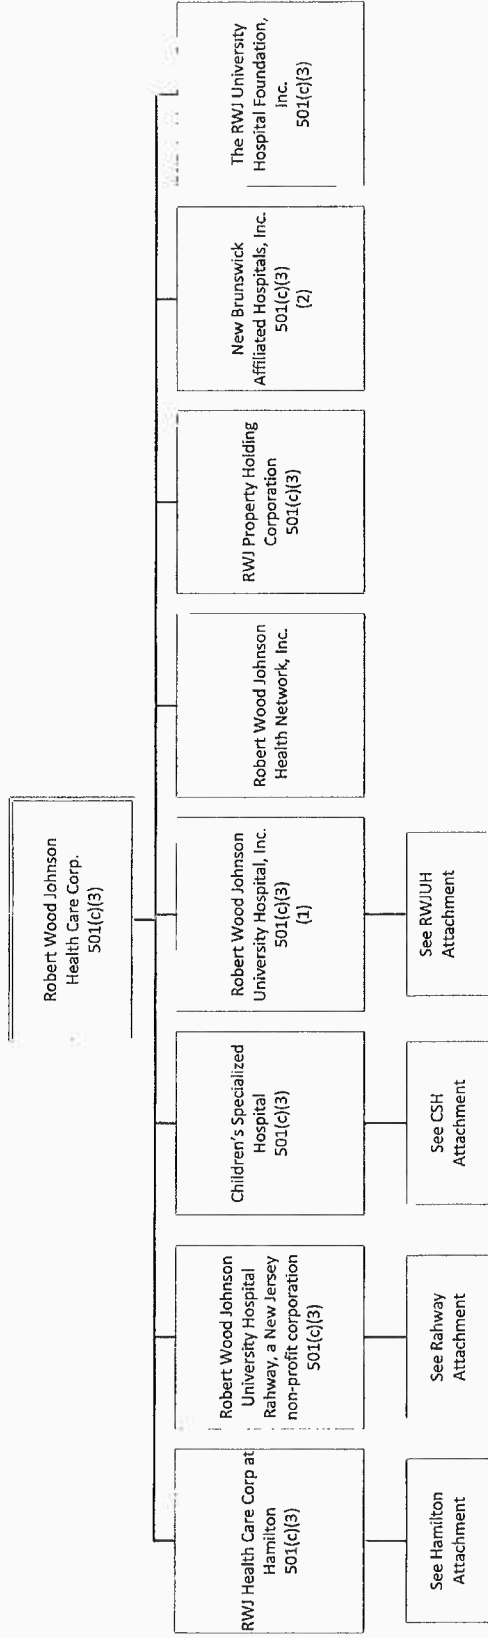 Robert Wood Johnson
Health Care Corp.
501(c)(3)
RWJ Health Care Corp at
Hamilton
501(c)(3)
Robert Wood Johnson
University Hospital
Rahway, a New Jersey
non-profit corporation
501(c)(3)
Children's Specialized
Hospital
501(c)(3)
Robert Wood Johnson
University Hospital, Inc.
501(c)(3)
(1)
Robert Wood Johnson
Health Network, Inc.
RWJ Property Holding
Corporation
501(c)(3)
New Brunswick
Affiliated Hospitals, Inc.
501(c)(3)
(2)
The RWJ University
Hospital Foundation,
Inc.
501(c)(3)
See Hamilton
Attachment
See Rahway
Attachment
See CSH
Attachment
See RWJUH
Attachment